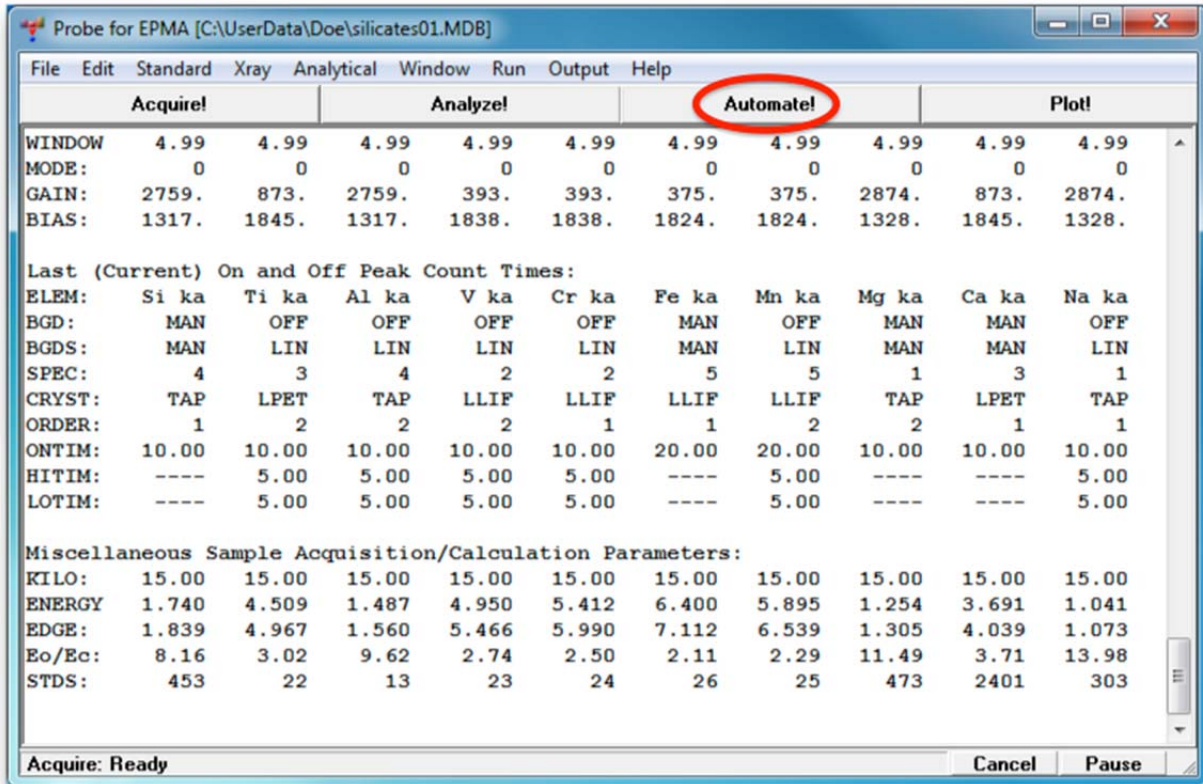 Probe for EPMA [C:\UserData\Doe\silicates01.MDB]
File Edit Standard Xray Analytical Window Run Output Help
Acquire! Analyze! Automate! Plot!
WINDOW 4.99 4.99 4.99 4.99 4.99 4.99 4.99 4.99 4.99 4.99
MODE: 0 0 0 0 0 0 0 0 0 0
GAIN: 2759. 873. 2759. 393. 393. 375. 375. 2874. 873. 2874.
BIAS: 1317. 1845. 1317. 1838. 1838. 1824. 1824. 1328. 1845. 1328.
Last (Current) On and Off Peak Count Times:
ELEM: Si ka Ti ka Al ka V ka Cr ka Fe ka Mn ka Mg ka Ca ka Na ka
BGD: MAN OFF OFF OFF OFF MAN OFF MAN MAN OFF
BGDS: MAN LIN LIN LIN LIN MAN LIN MAN MAN LIN
SPEC: 4 3 4 2 2 5 5 1 3 1
CRYST: TAP LPET TAP LLIF LLIF LLIF LLIF TAP LPET TAP
ORDER: 1 2 2 2 1 1 2 2 1 1
ONTIM: 10.00 10.00 10.00 10.00 10.00 20.00 20.00 10.00 10.00 10.00
HITIM: ---- 5.00 5.00 5.00 5.00 ---- 5.00 ---- ---- 5.00
LOTIM: ---- 5.00 5.00 5.00 5.00 ---- 5.00 ---- ---- 5.00
Miscellaneous Sample Acquisition/Calculation Parameters:
KILO: 15.00 15.00 15.00 15.00 15.00 15.00 15.00 15.00 15.00 15.00
ENERGY 1.740 4.509 1.487 4.950 5.412 6.400 5.895 1.254 3.691 1.041
EDGE: 1.839 4.967 1.560 5.466 5.990 7.112 6.539 1.305 4.039 1.073
Eo/Ec: 8.16 3.02 9.62 2.74 2.50 2.11 2.29 11.49 3.71 13.98
STDS: 453 22 13 23 24 26 25 473 2401 303
Acquire: Ready Cancel Pause